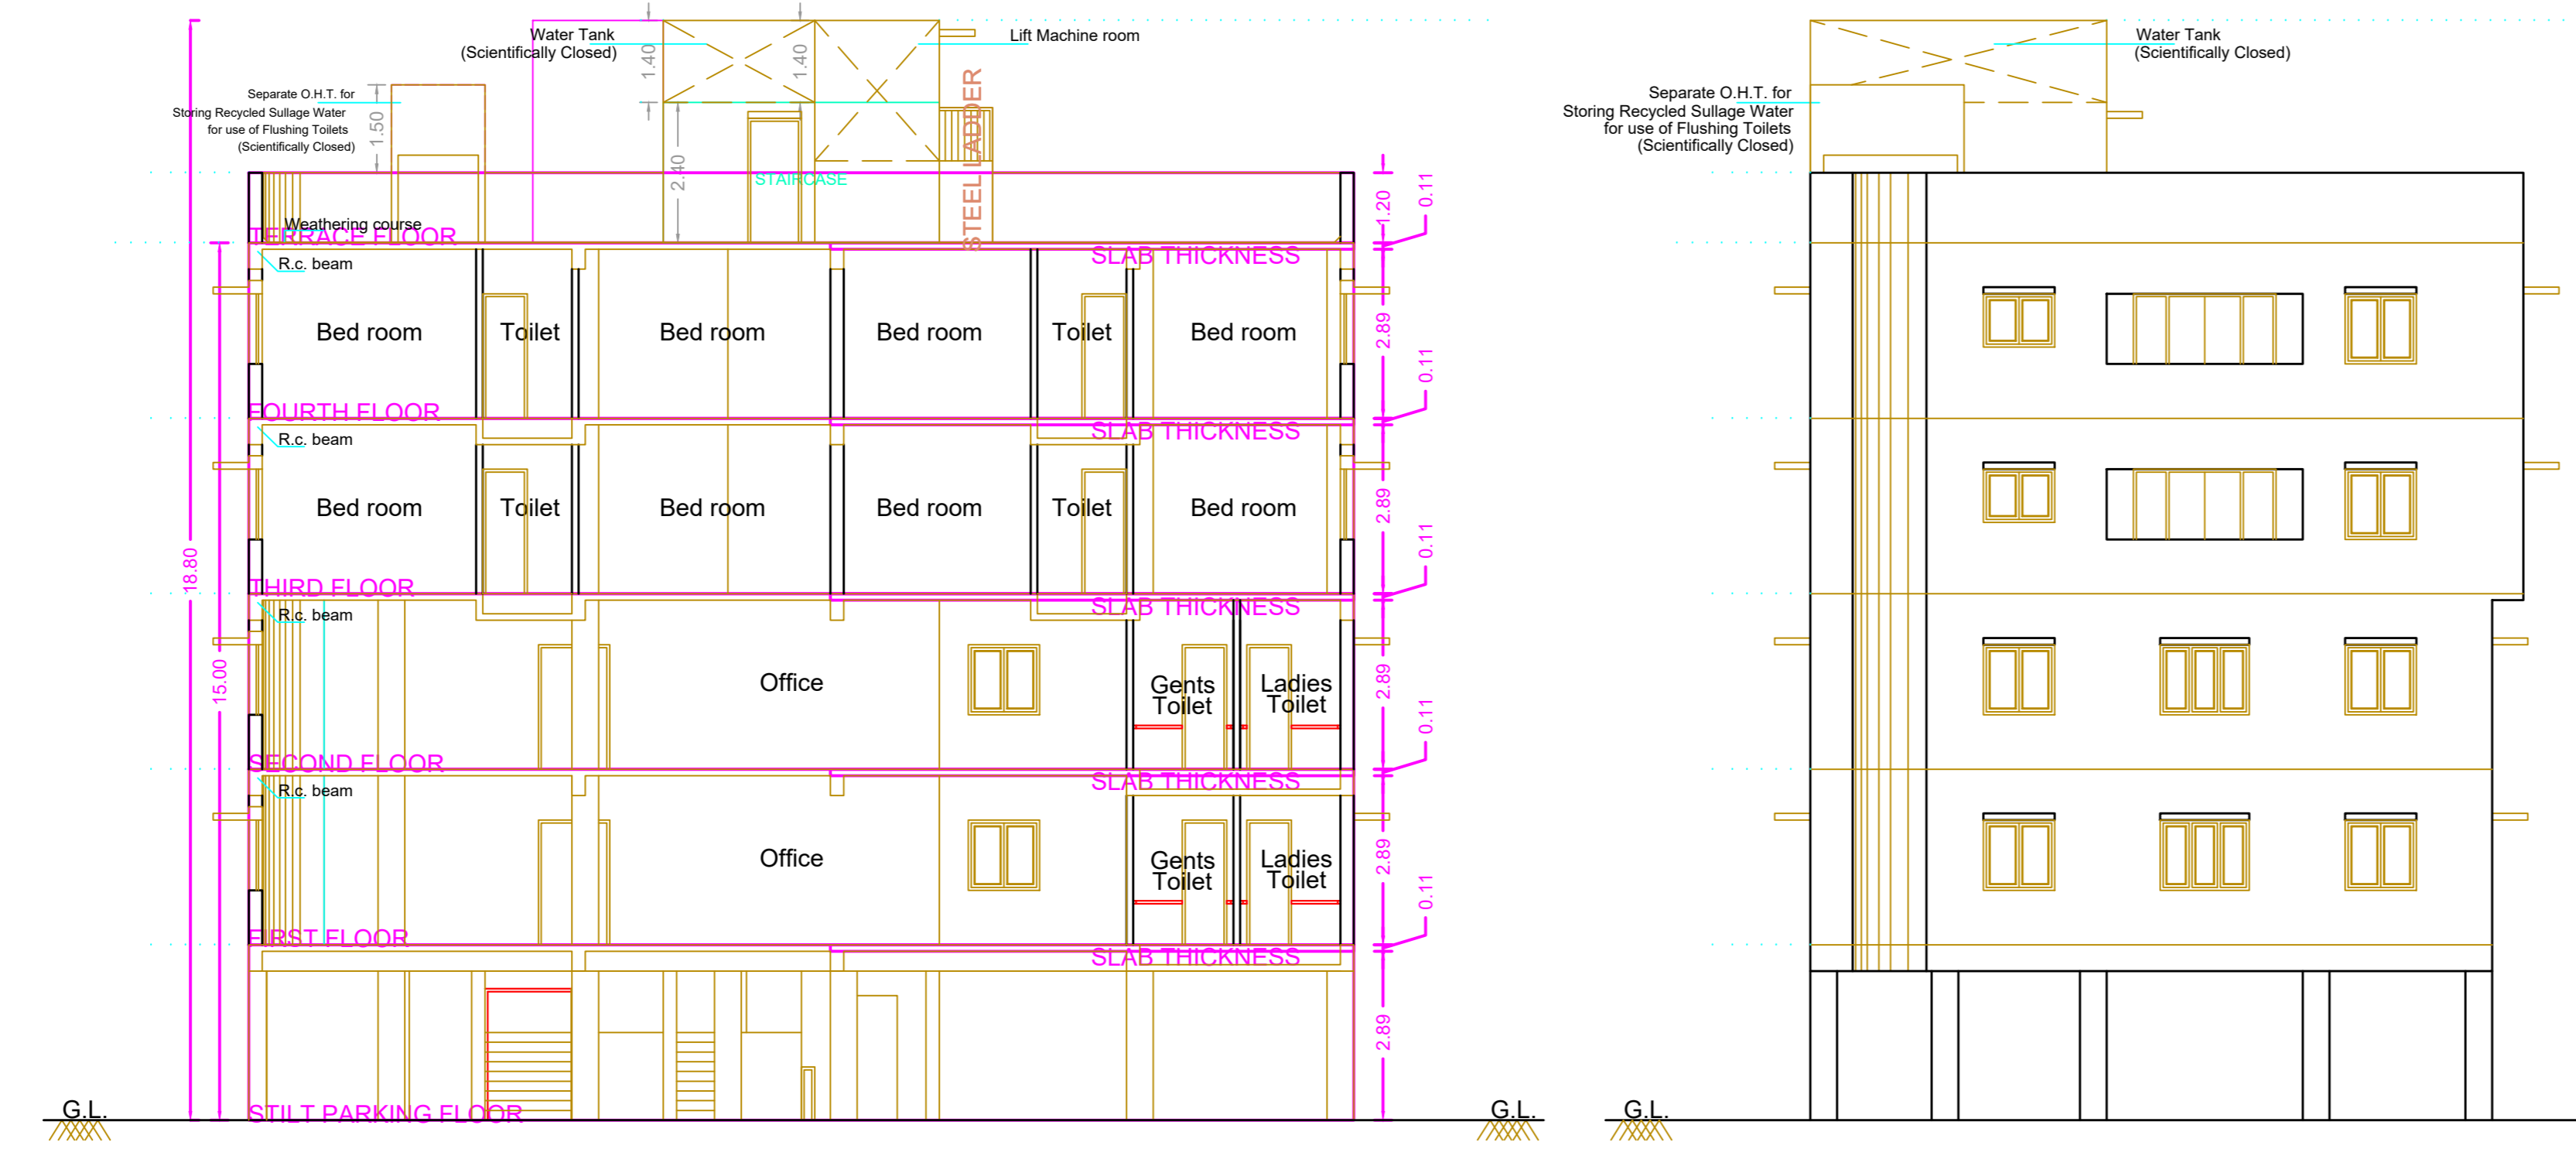 Water Tank
(Scientifically Closed)
Lift Machine room
1.40
1.40
Separate O.H.T. for
Storing Recycled Sullage Water
for use of Flushing Toilets
(Scientifically Closed)
1.50
2.40
STAIRCASE
STEEL LADDER
1.20
0.11
Weathering course
TERRACE FLOOR
SLAB THICKNESS
R.c. beam
Bed room
Toilet
Bed room
Bed room
Toilet
Bed room
2.89
0.11
FOURTH FLOOR
SLAB THICKNESS
R.c. beam
Bed room
Toilet
Bed room
Bed room
Toilet
Bed room
2.89
0.11
18.80
THIRD FLOOR
SLAB THICKNESS
R.c. beam
15.00
Office
Gents
Toilet
Ladies
Toilet
2.89
0.11
SECOND FLOOR
SLAB THICKNESS
R.c. beam
Office
Gents
Toilet
Ladies
Toilet
2.89
0.11
FIRST FLOOR
SLAB THICKNESS
2.89
G.L.
STILT PARKING FLOOR
G.L.
Water Tank
(Scientifically Closed)
Separate O.H.T. for
Storing Recycled Sullage Water
for use of Flushing Toilets
(Scientifically Closed)
G.L.